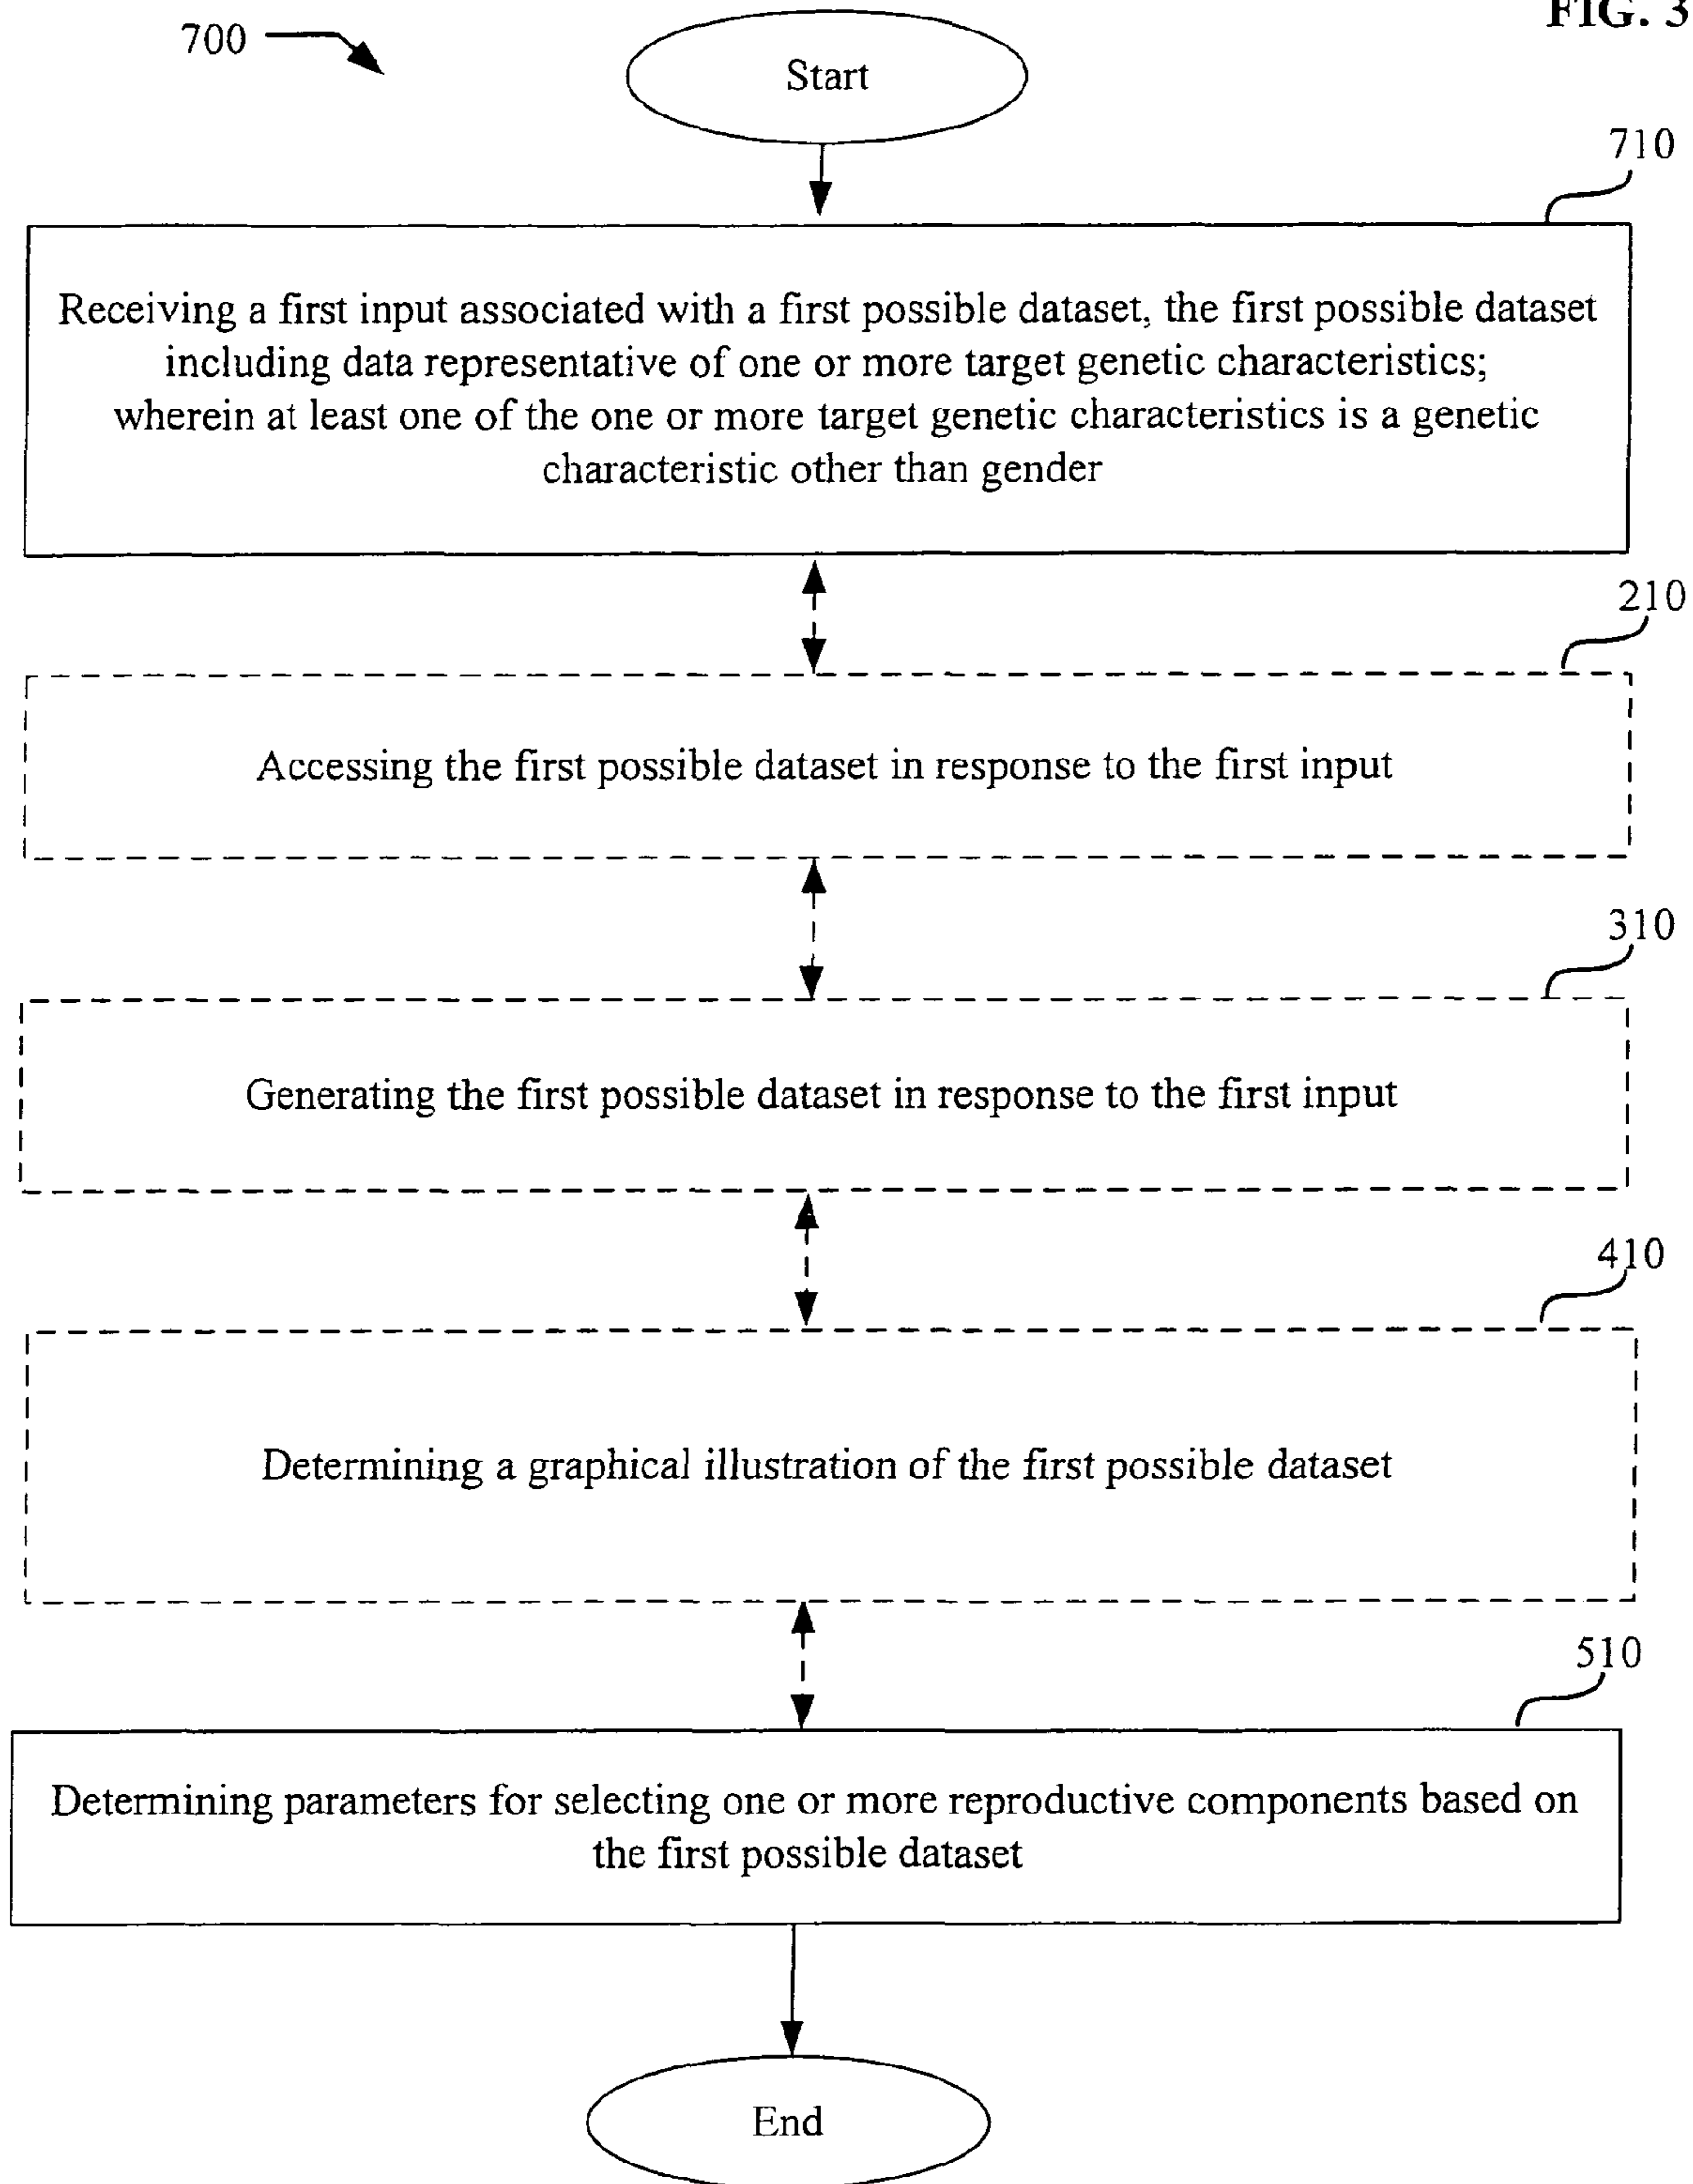 FIG. 3
700
Start
710
Receiving a first input associated with a first possible dataset, the first possible dataset
including data representative of one or more target genetic characteristics;
wherein at least one of the one or more target genetic characteristics is a genetic
characteristic other than gender
210
Accessing the first possible dataset in response to the first input
310
Generating the first possible dataset in response to the first input
410
Determining a graphical illustration of the first possible dataset
510
Determining parameters for selecting one or more reproductive components based on
the first possible dataset
End